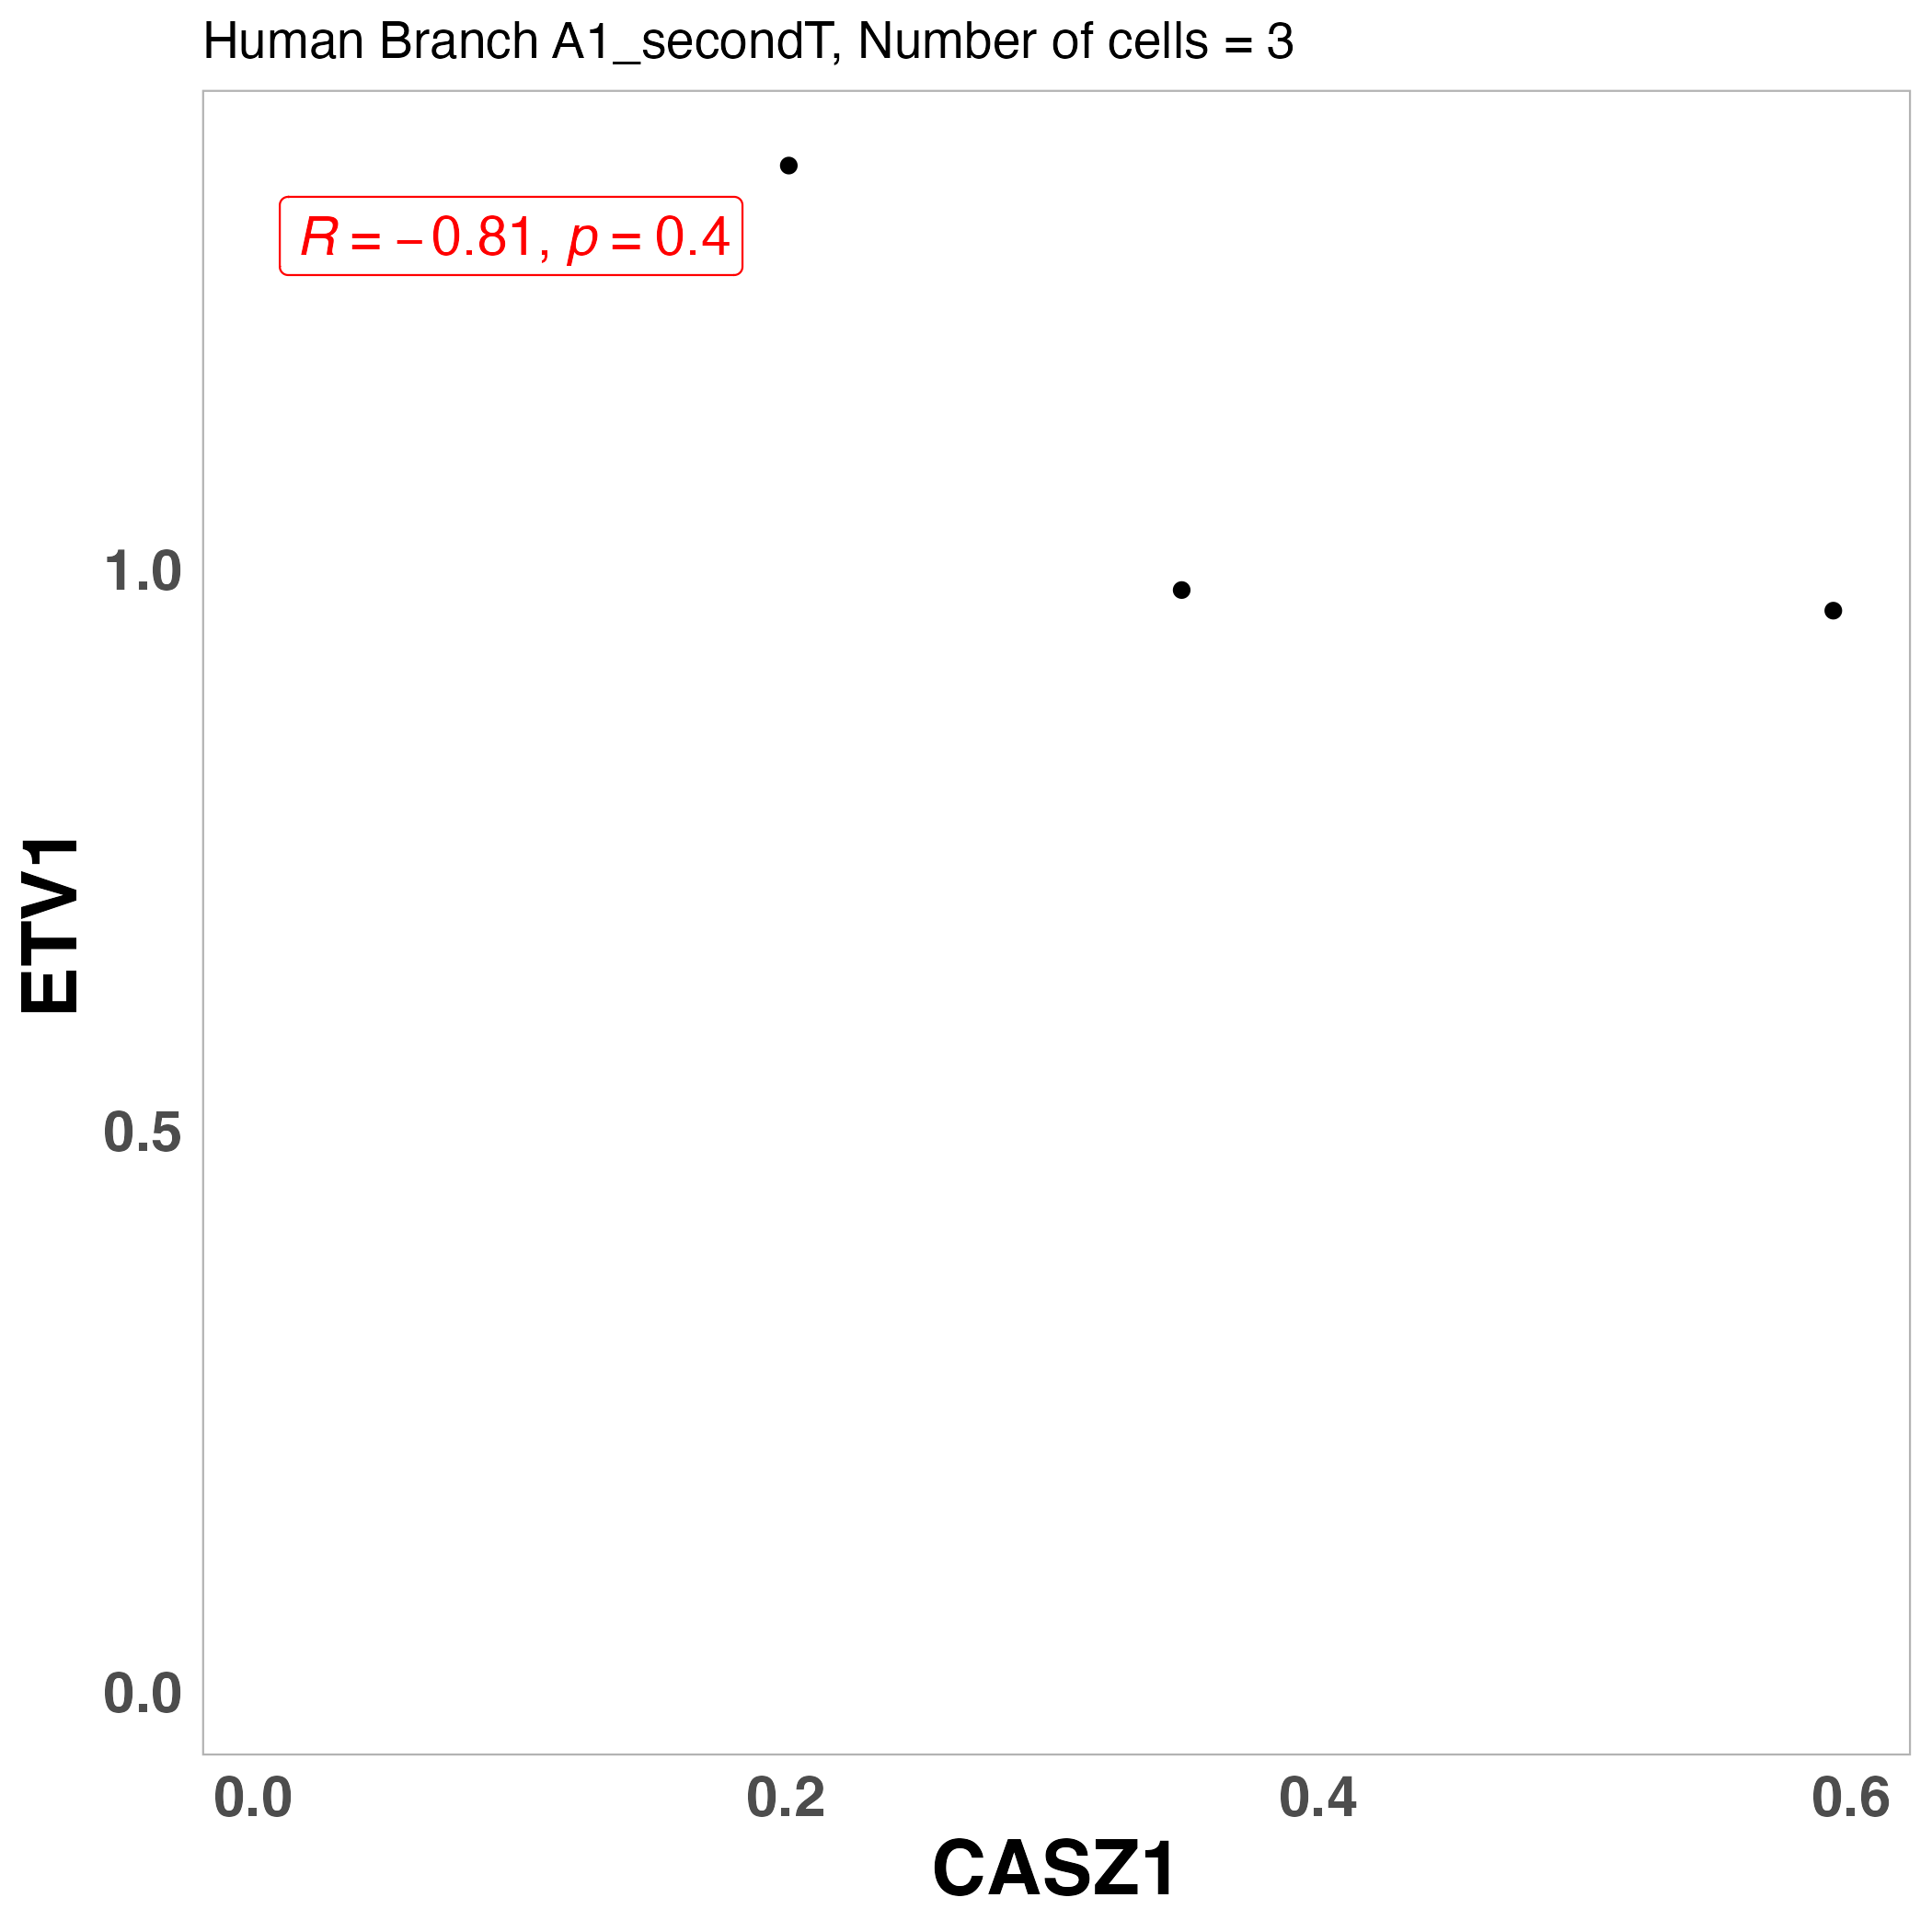 Human Branch A1_secondT, Number of cells = 3
R = −0.81, p = 0.4
1.0
0.5
0.0
ETV1
0.0 0.2 0.4 0.6
CASZ1